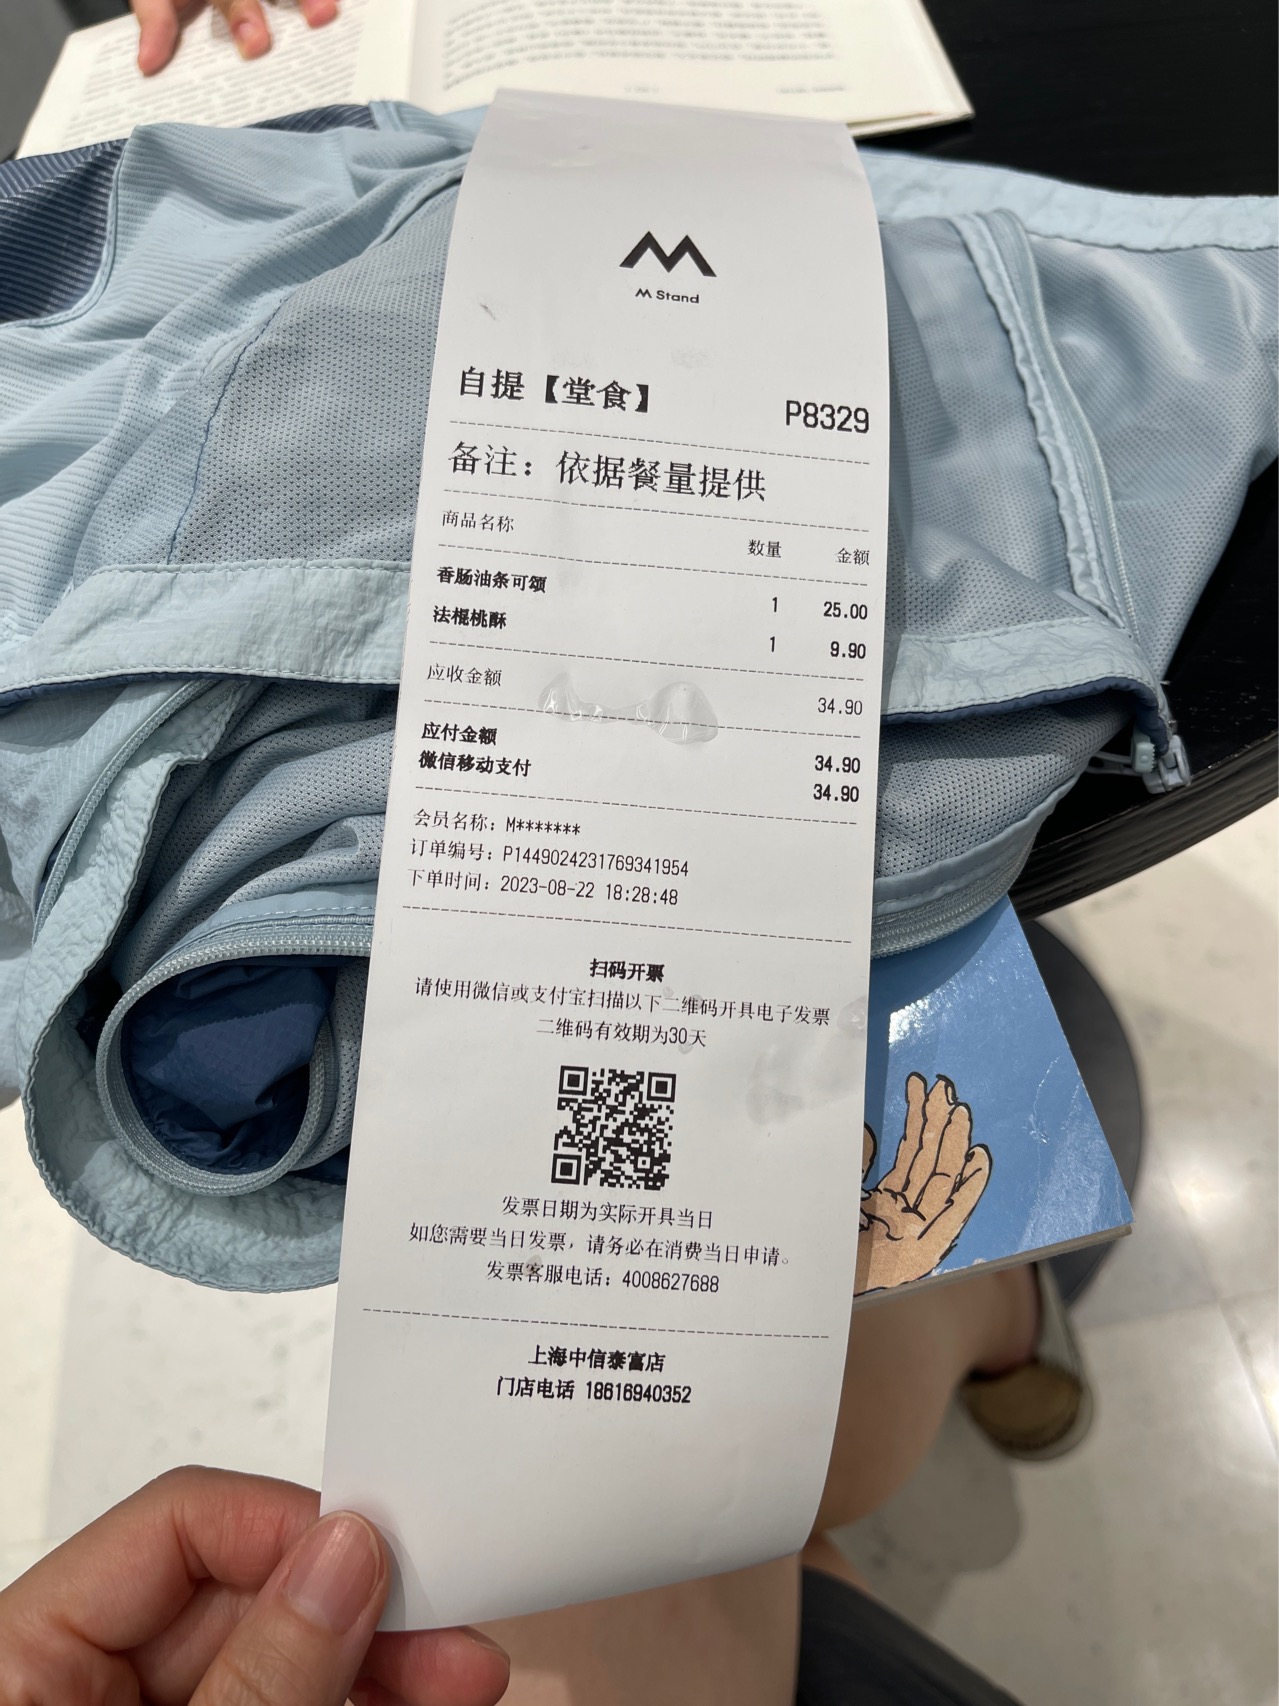 M Stand
自提【堂食】 P8329
备注：依据餐量提供
商品名称 数量 金额
香肠油条可颂 1 25.00
法棍桃酥 1 9.90
应收金额 34.90
应付金额 34.90
微信移动支付 34.90
会员名称：M*******
订单编号：P1449024231769341954
下单时间：2023-08-22 18:28:48
扫码开票
请使用微信或支付宝扫描以下二维码开具电子发票
二维码有效期为30天
发票日期为实际开具当日
如您需要当日发票，请务必在消费当日申请。
发票客服电话：4008627688
上海中信泰富店
门店电话 18616940352